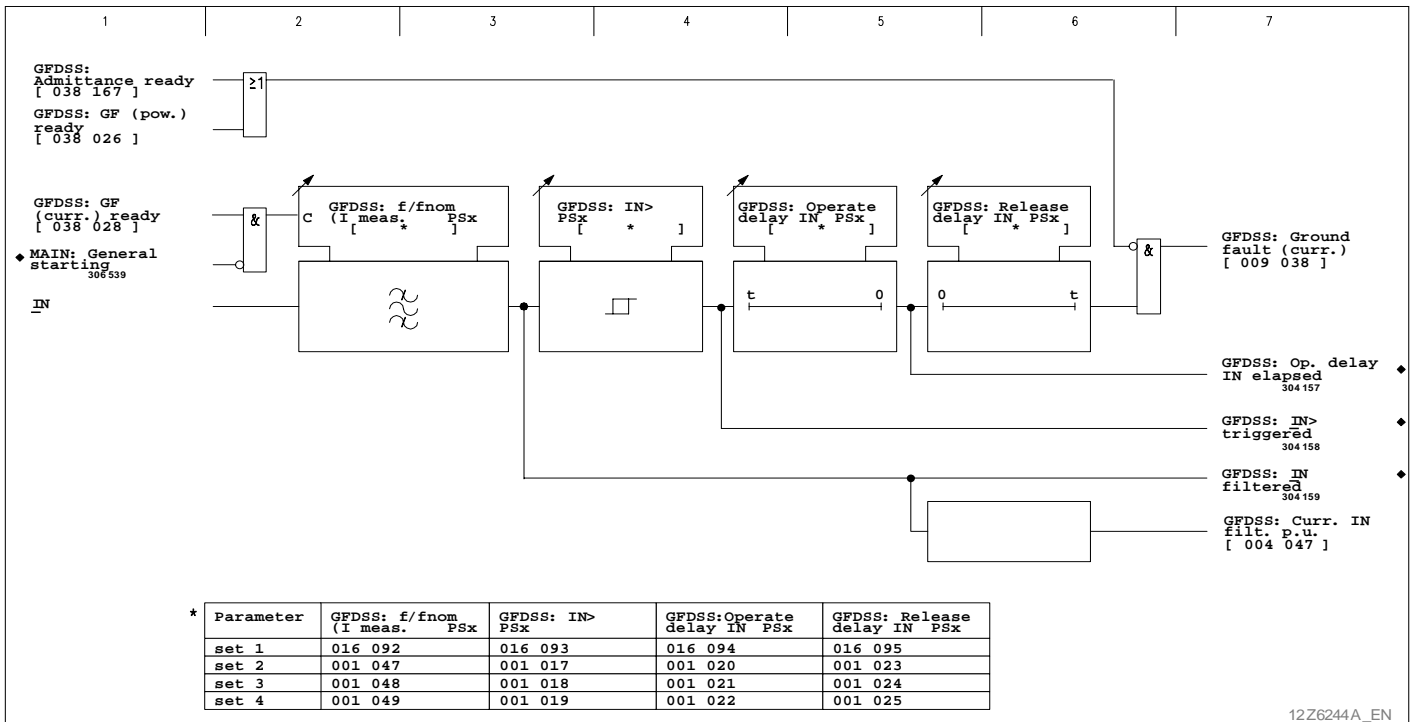 1 2 3 4 5 6 7
GFDSS:
Admittance ready
[ 038 167 ]
GFDSS: GF (pow.)
ready
[ 038 026 ]
≥1
GFDSS: GF
(curr.) ready
[ 038 028 ]
◆ MAIN: General
starting
306 539
IN
&
C
GFDSS: f/fnom
(I meas. PSx
[ * ]
GFDSS: IN>
PSx
[ * ]
GFDSS: Operate
delay IN PSx
[ * ]
GFDSS: Release
delay IN PSx
[ * ]
t 0
0 t
&
GFDSS: Ground
fault (curr.)
[ 009 038 ]
GFDSS: Op. delay
IN elapsed ◆
304 157
GFDSS: IN> ◆
triggered
304 158
GFDSS: IN ◆
filtered
304 159
GFDSS: Curr. IN
filt. p.u.
[ 004 047 ]
* Parameter GFDSS: f/fnom GFDSS: IN> GFDSS:Operate GFDSS: Release
(I meas. PSx PSx delay IN PSx delay IN PSx
set 1 016 092 016 093 016 094 016 095
set 2 001 047 001 017 001 020 001 023
set 3 001 048 001 018 001 021 001 024
set 4 001 049 001 019 001 022 001 025
12Z6244A_EN